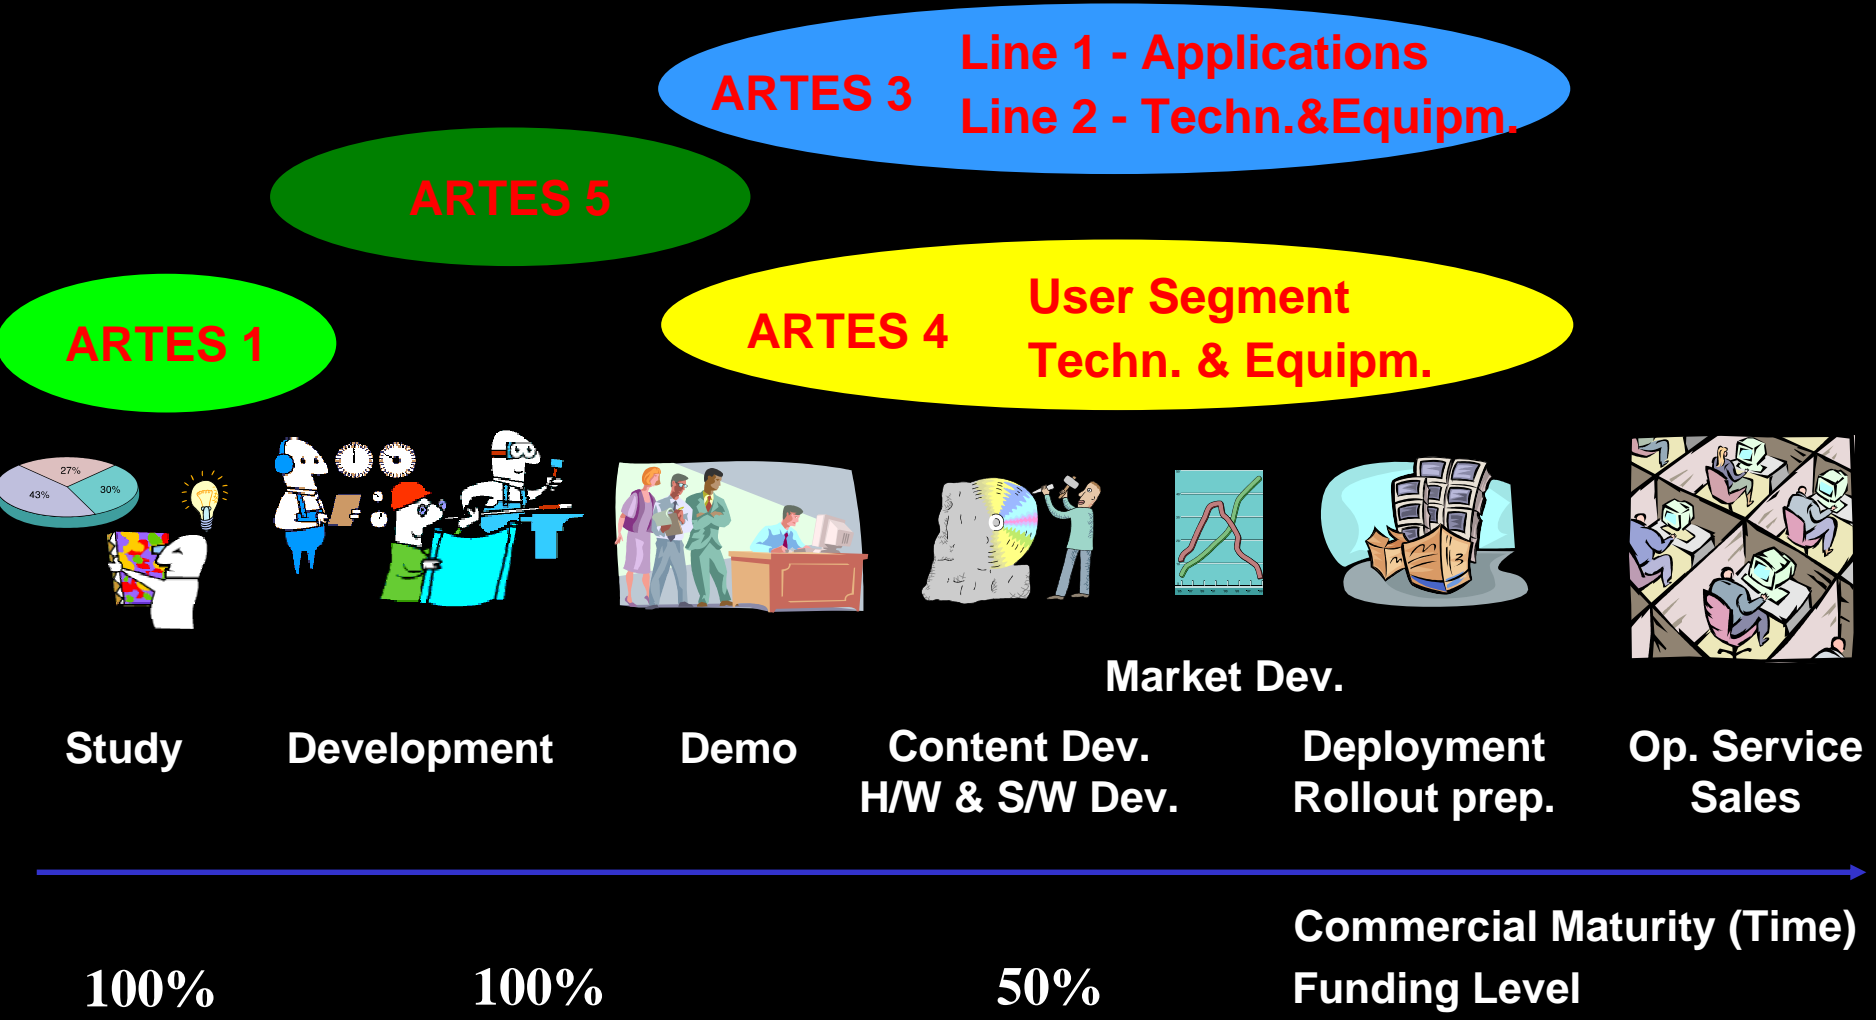 Line 1 - Applications
ARTES 3
Line 2 - Techn.&Equipm.
ARTES 5
User Segment
ARTES 4
Techn. & Equipm.
ARTES 1
27%
43%
30%
Market Dev.
Study
Development
Demo
Content Dev.
H/W & S/W Dev.
Deployment
Rollout prep.
Op. Service
Sales
Commercial Maturity (Time)
100%
100%
50%
Funding Level